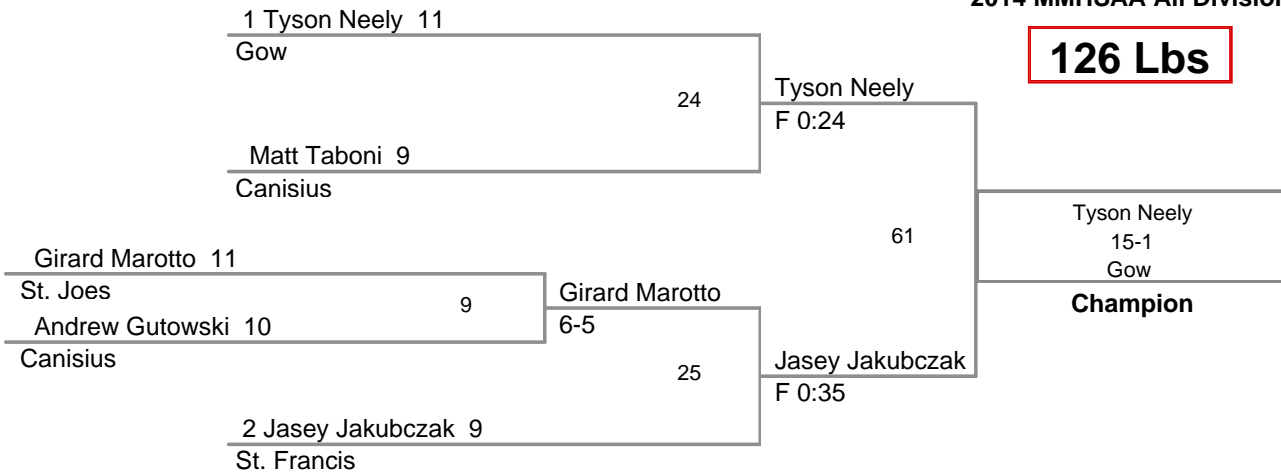 2014 MMHSAA All Division
126 Lbs
1 Tyson Neely 11
Gow
24
Tyson Neely
F 0:24
Matt Taboni 9
Canisius
61
Tyson Neely
15-1
Gow
Champion
Girard Marotto 11
St. Joes
9
Girard Marotto
6-5
Andrew Gutowski 10
Canisius
25
Jasey Jakubczak
F 0:35
2 Jasey Jakubczak 9
St. Francis